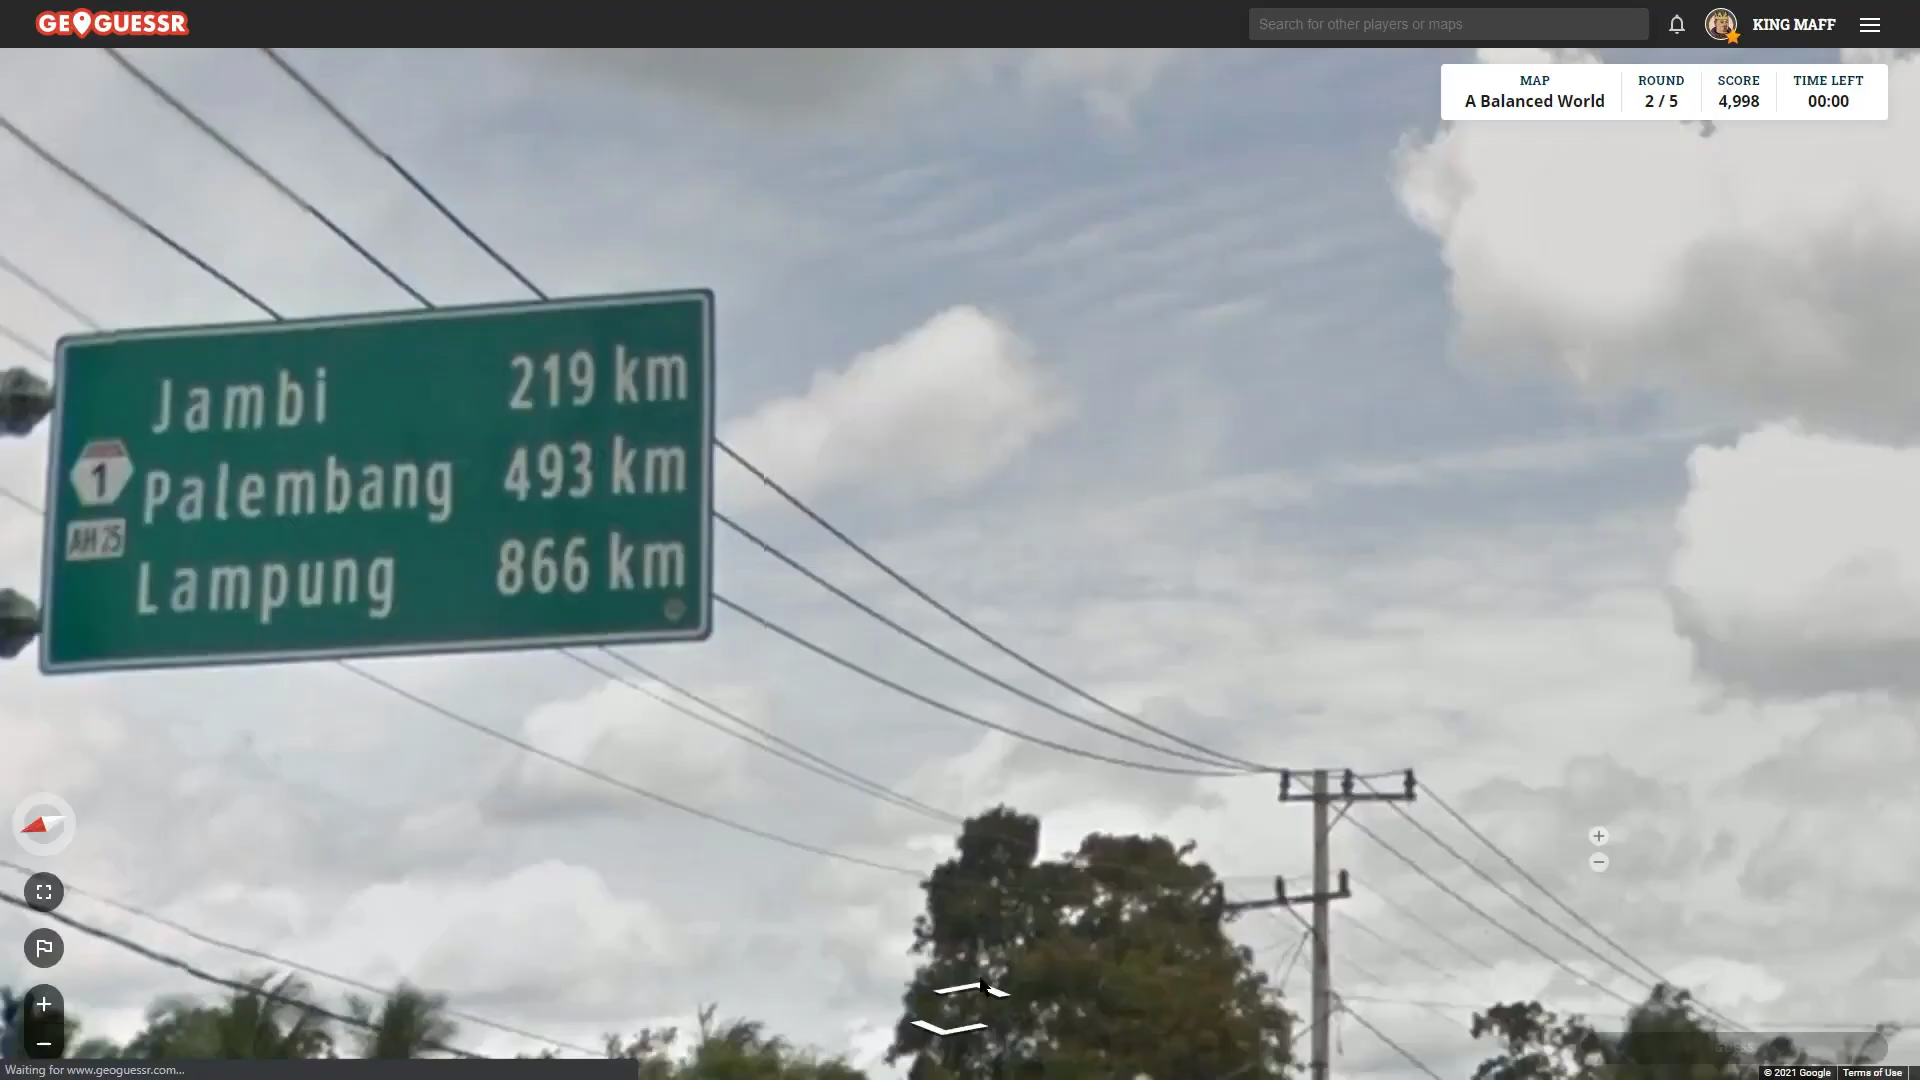 GEOGUESSR
Search for other players or maps
KING MAFF
MAP
A Balanced World
ROUND
2 / 5
SCORE
4,998
TIME LEFT
00:00
Jambi 219 km
1
Palembang 493 km
AH 25
Lampung 866 km
GUESS
Waiting for www.geoguessr.com...
© 2021 Google
Terms of Use